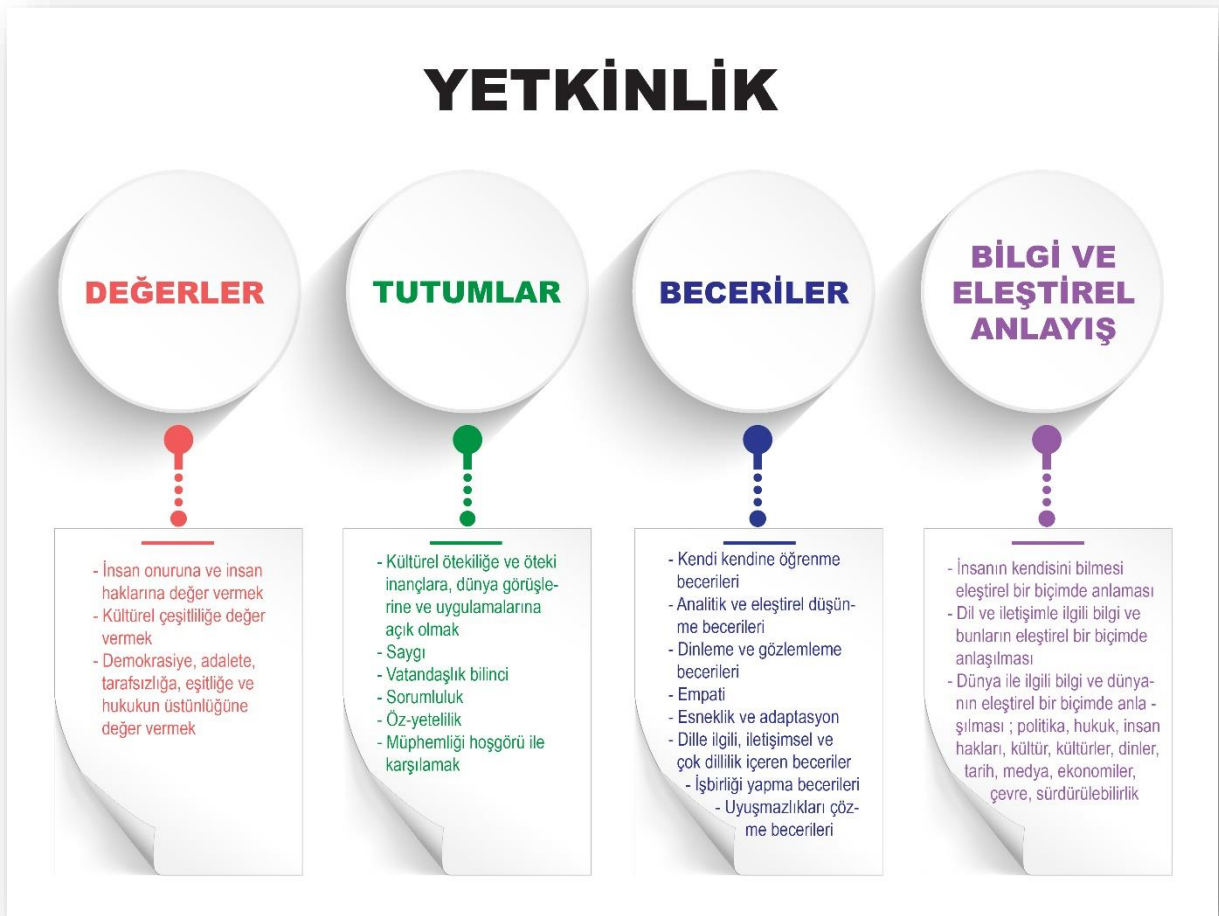 YETKİNLİK
DEĞERLER
- İnsan onuruna ve insan
haklarına değer vermek
- Kültürel çeşitliliğe değer
vermek
- Demokrasiye, adalete,
tarafsızlığa, eşitliğe ve
hukukun üstünlüğüne
değer vermek
TUTUMLAR
- Kültürel ötekiliğe ve öteki
inançlara, dünya görüşle-
rine ve uygulamalarına
açık olmak
- Saygı
- Vatandaşlık bilinci
- Sorumluluk
- Öz-yetelilik
- Müphemliği hoşgörü ile
karşılamak
BECERİLER
- Kendi kendine öğrenme
becerileri
- Analitik ve eleştirel düşün-
me becerileri
- Dinleme ve gözlemleme
becerileri
- Empati
- Esneklik ve adaptasyon
- Dille ilgili, iletişimsel ve
çok dillilik içeren beceriler
- İşbirliği yapma becerileri
- Uyuşmazlıkları çöz-
me becerileri
BİLGİ VE
ELEŞTİREL
ANLAYIŞ
- İnsanın kendisini bilmesi
eleştirel bir biçimde anlaması
- Dil ve iletişimle ilgili bilgi ve
bunların eleştirel bir biçimde
anlaşılması
- Dünya ile ilgili bilgi ve dünya-
nın eleştirel bir biçimde anla -
şılması ; politika, hukuk, insan
hakları, kültür, kültürler, dinler,
tarih, medya, ekonomiler,
çevre, sürdürülebilirlik